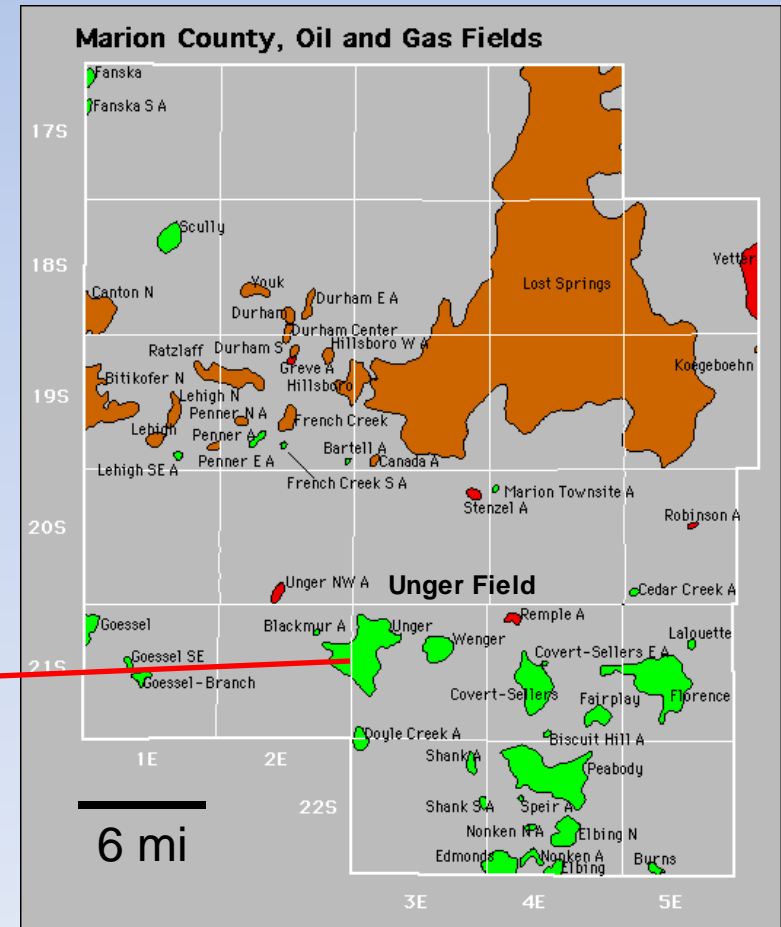 Marion County, Oil and Gas Fields
Fanska
Fanska S A
17S
Scully
18S
Vetter
Canton N
Youk
Durham E A
Lost Springs
Durham
Durham Center
Ratzlaff
Durham S
Hillsboro W A
Greve A
Koegeboehn
Bitikofer N
Hillsboro
19S
Lehigh N
Penner N A
French Creek
Lehigh
Penner A
Bartell A
Lehigh SE A
Penner E A
Canada A
French Creek S A
Marion Townsite A
Stenzel A
Robinson A
20S
Unger NW A
Unger Field
Cedar Creek A
Goessel
Blackmur A
Unger
Remple A
Wenger
Lalouette
Goessel SE
Covert-Sellers E A
21S
Goessel-Branch
Covert-Sellers
Fairplay
Florence
Doyle Creek A
Biscuit Hill A
1E
2E
Shank A
Peabody
22S
Shank S A
Speir A
6 mi
Nonken N A
Elbing N
Edmonds
Nonken A
Burns
Elbing
3E
4E
5E